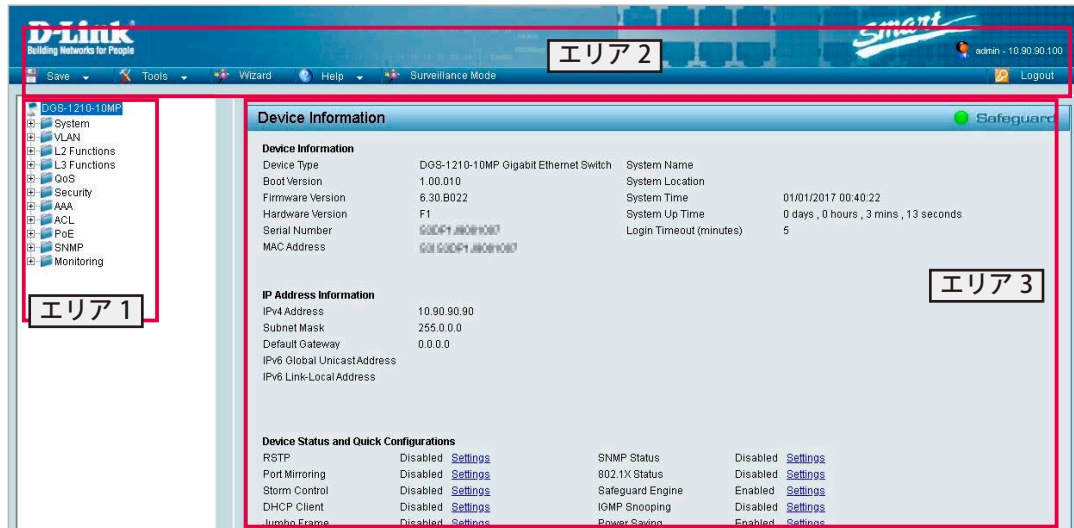 D-Link
Building Networks for People
smart
エリア 2
admin - 10.90.90.100
Save Tools Wizard Help Surveillance Mode Logout
DGS-1210-10MP
System
VLAN
L2 Functions
L3 Functions
QoS
Security
AAA
ACL
PoE
SNMP
Monitoring
エリア 1
Device Information
Safeguard
Device Information
Device Type DGS-1210-10MP Gigabit Ethernet Switch System Name
Boot Version 1.00.010 System Location
Firmware Version 6.30.B022 System Time 01/01/2017 00:40:22
Hardware Version F1 System Up Time 0 days , 0 hours , 3 mins , 13 seconds
Serial Number Login Timeout (minutes) 5
MAC Address
エリア 3
IP Address Information
IPv4 Address 10.90.90.90
Subnet Mask 255.0.0.0
Default Gateway 0.0.0.0
IPv6 Global Unicast Address
IPv6 Link-Local Address
Device Status and Quick Configurations
RSTP Disabled Settings SNMP Status Disabled Settings
Port Mirroring Disabled Settings 802.1X Status Disabled Settings
Storm Control Disabled Settings Safeguard Engine Enabled Settings
DHCP Client Disabled Settings IGMP Snooping Disabled Settings
Jumbo Frame Disabled Settings Power Saving Enabled Settings